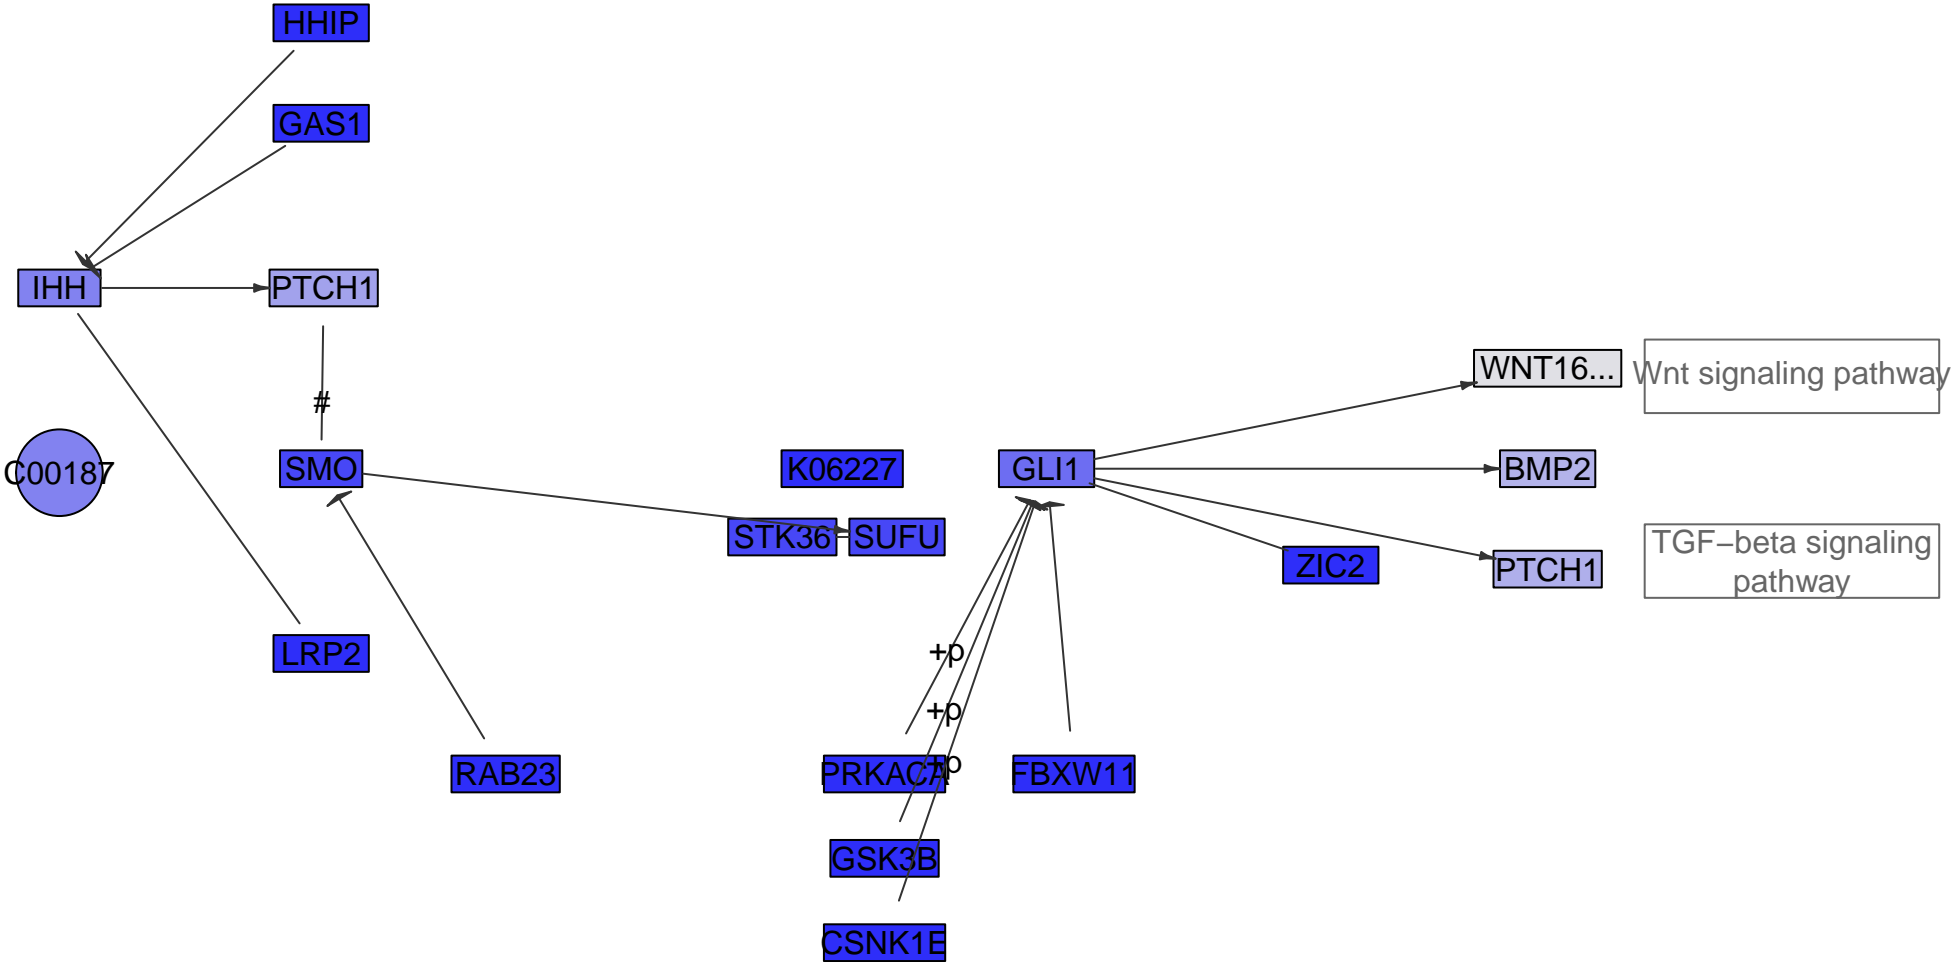 HHIP
GAS1
IHH
PTCH1
#
WNT16...
Wnt signaling pathway
C00187
SMO
K06227
GLI1
BMP2
STK36
SUFU
ZIC2
PTCH1
TGF−beta signaling
pathway
LRP2
+p
+p
+p
RAB23
PRKACA
FBXW11
GSK3B
CSNK1E